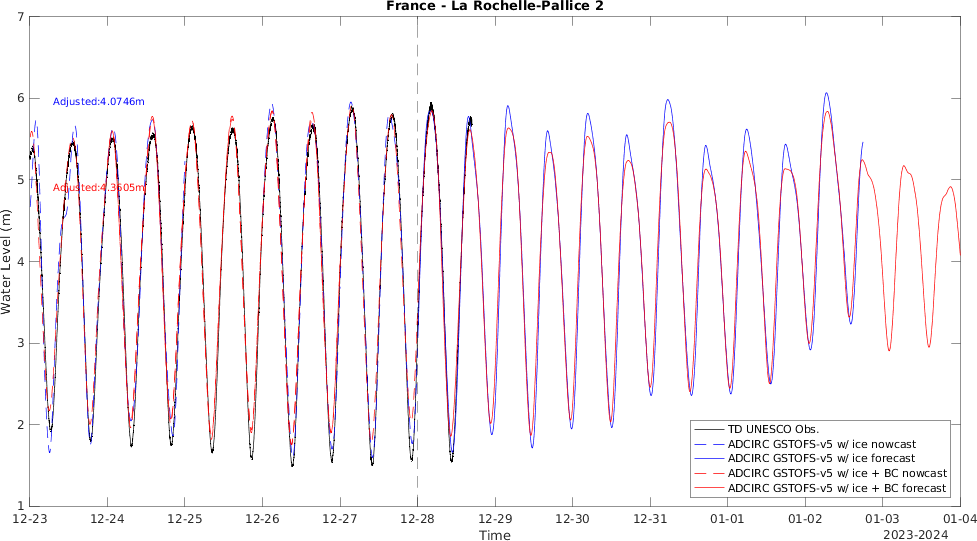 France - La Rochelle-Pallice 2
7
6
5
4
3
2
1
Water Level (m)
Adjusted:4.0746m
Adjusted:4.3605m
TD UNESCO Obs.
ADCIRC GSTOFS-v5 w/ ice nowcast
ADCIRC GSTOFS-v5 w/ ice forecast
ADCIRC GSTOFS-v5 w/ ice + BC nowcast
ADCIRC GSTOFS-v5 w/ ice + BC forecast
12-23 12-24 12-25 12-26 12-27 12-28 12-29 12-30 12-31 01-01 01-02 01-03 01-04
Time
2023-2024